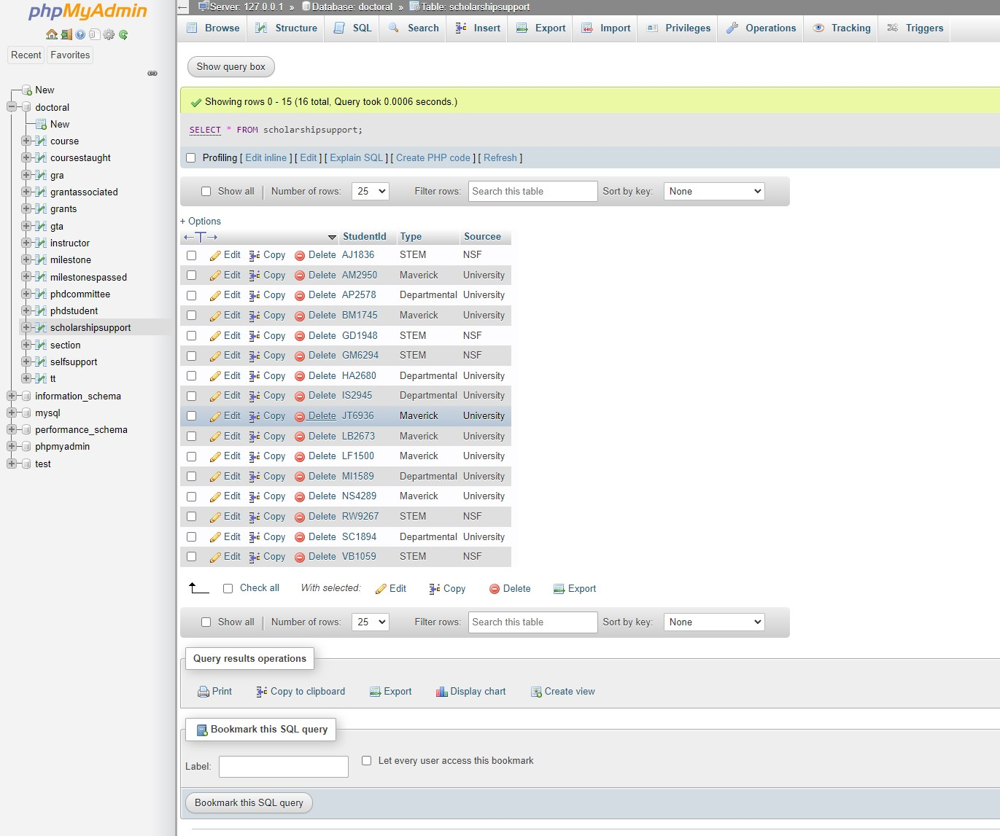 phpMyAdmin
Recent Favorites
New
doctoral
New
course
coursestaught
gra
grantassociated
grants
gta
instructor
milestone
milestonespassed
phdcommittee
phdstudent
scholarshipsupport
section
selfsupport
tt
information_schema
mysql
performance_schema
phpmyadmin
test
Server: 127.0.0.1 » Database: doctoral » Table: scholarshipsupport
Browse Structure SQL Search Insert Export Import Privileges Operations Tracking Triggers
Show query box
Showing rows 0 - 15 (16 total, Query took 0.0006 seconds.)
SELECT * FROM scholarshipsupport;
Profiling [ Edit inline ] [ Edit ] [ Explain SQL ] [ Create PHP code ] [ Refresh ]
Show all | Number of rows: 25 Filter rows: Search this table Sort by key: None
+ Options
←T→ StudentId Type Sourcee
Edit Copy Delete AJ1836 STEM NSF
Edit Copy Delete AM2950 Maverick University
Edit Copy Delete AP2578 Departmental University
Edit Copy Delete BM1745 Maverick University
Edit Copy Delete GD1948 STEM NSF
Edit Copy Delete GM6294 STEM NSF
Edit Copy Delete HA2680 Departmental University
Edit Copy Delete IS2945 Departmental University
Edit Copy Delete JT6936 Maverick University
Edit Copy Delete LB2673 Maverick University
Edit Copy Delete LF1500 Maverick University
Edit Copy Delete MI1589 Departmental University
Edit Copy Delete NS4289 Maverick University
Edit Copy Delete RW9267 STEM NSF
Edit Copy Delete SC1894 Departmental University
Edit Copy Delete VB1059 STEM NSF
Check all With selected: Edit Copy Delete Export
Show all | Number of rows: 25 Filter rows: Search this table Sort by key: None
Query results operations
Print Copy to clipboard Export Display chart Create view
Bookmark this SQL query
Label: Let every user access this bookmark
Bookmark this SQL query